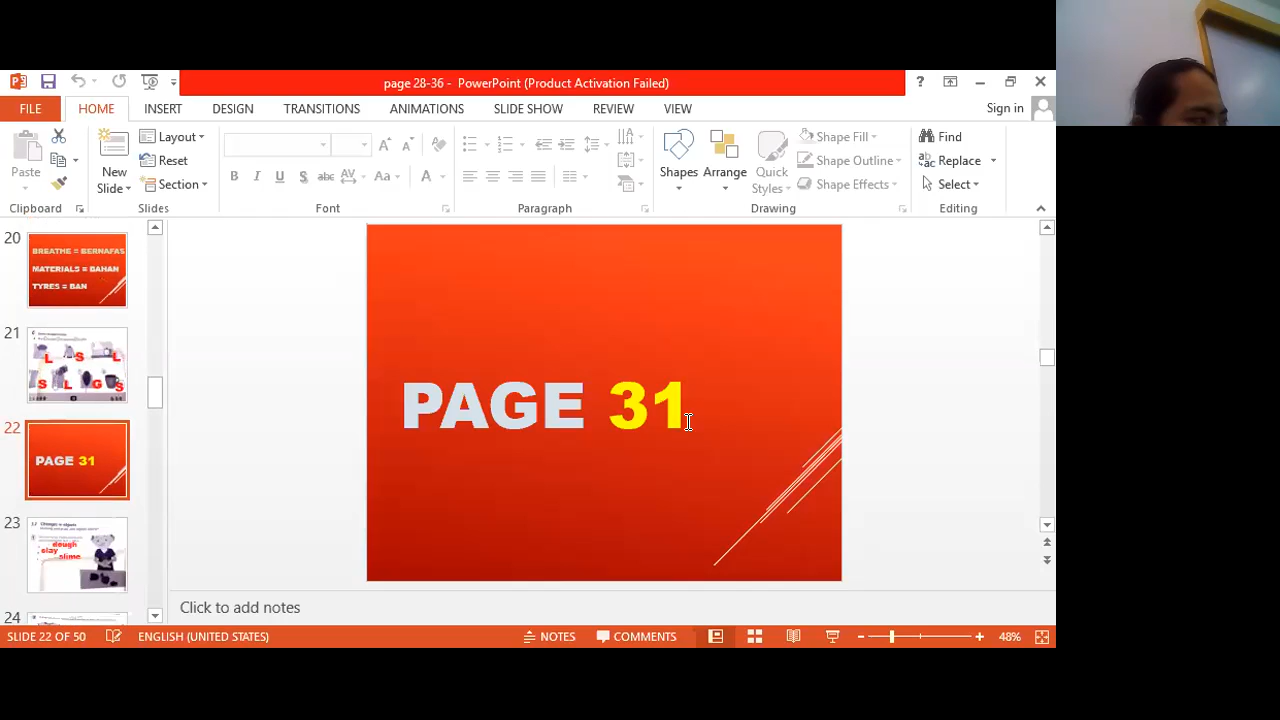 page 28-36 - PowerPoint (Product Activation Failed)
FILE HOME INSERT DESIGN TRANSITIONS ANIMATIONS SLIDE SHOW REVIEW VIEW Sign in
Paste
Clipboard
New Slide
Layout
Reset
Section
Slides
B I U S abc AV Aa A
Font
Paragraph
Shapes
Arrange
Quick Styles
Shape Fill
Shape Outline
Shape Effects
Drawing
Find
Replace
Select
Editing
20
BREATHE = BERNAFAS
MATERIALS = BAHAN
TYRES = BAN
21
L S L
S L G S
22
PAGE 31
23
dough
clay
slime
24
PAGE 31
Click to add notes
SLIDE 22 OF 50 ENGLISH (UNITED STATES) NOTES COMMENTS 48%